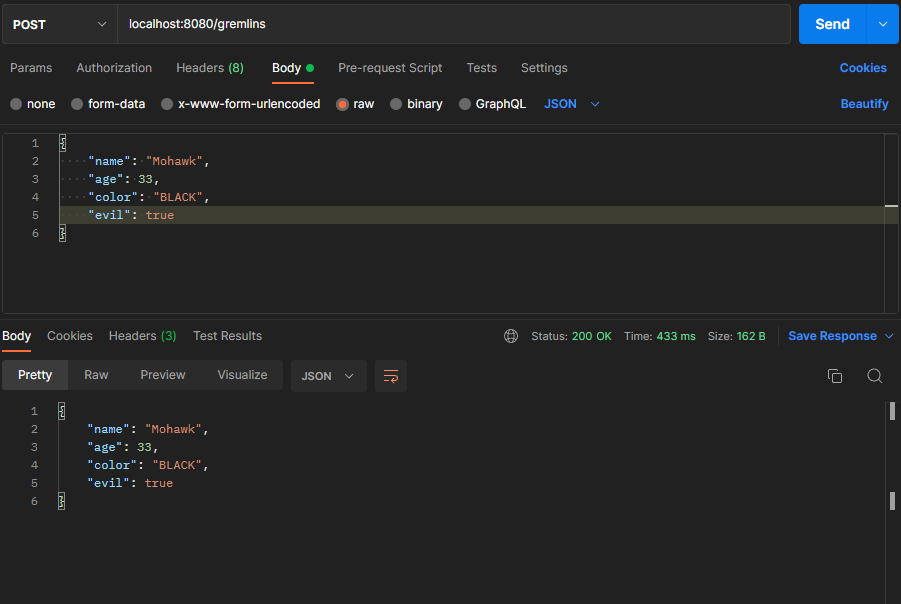 POST localhost:8080/gremlins Send
Params Authorization Headers (8) Body Pre-request Script Tests Settings Cookies
none form-data x-www-form-urlencoded raw binary GraphQL JSON Beautify
1 {
2 "name": "Mohawk",
3 "age": 33,
4 "color": "BLACK",
5 "evil": true
6 }
Body Cookies Headers (3) Test Results Status: 200 OK Time: 433 ms Size: 162 B Save Response
Pretty Raw Preview Visualize JSON
1 {
2 "name": "Mohawk",
3 "age": 33,
4 "color": "BLACK",
5 "evil": true
6 }